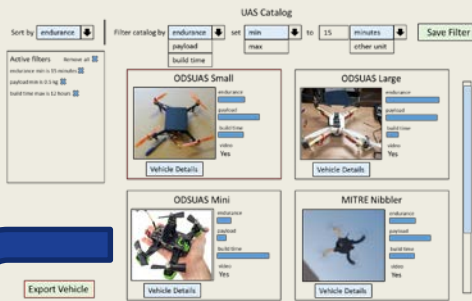 UAS Catalog
Sort by endurance
Filter catalog by endurance set min to 15 minutes Save Filter
payload max other unit
build time
Active filters Remove all
endurance min is 15 minutes
payload min is 0.5 kg
build time max is 12 hours
ODSUAS Small
endurance
payload
build time
video
Yes
Vehicle Details
ODSUAS Large
endurance
payload
build time
video
Yes
Vehicle Details
ODSUAS Mini
endurance
payload
build time
video
Yes
Vehicle Details
MITRE Nibbler
endurance
payload
build time
video
Yes
Vehicle Details
Export Vehicle